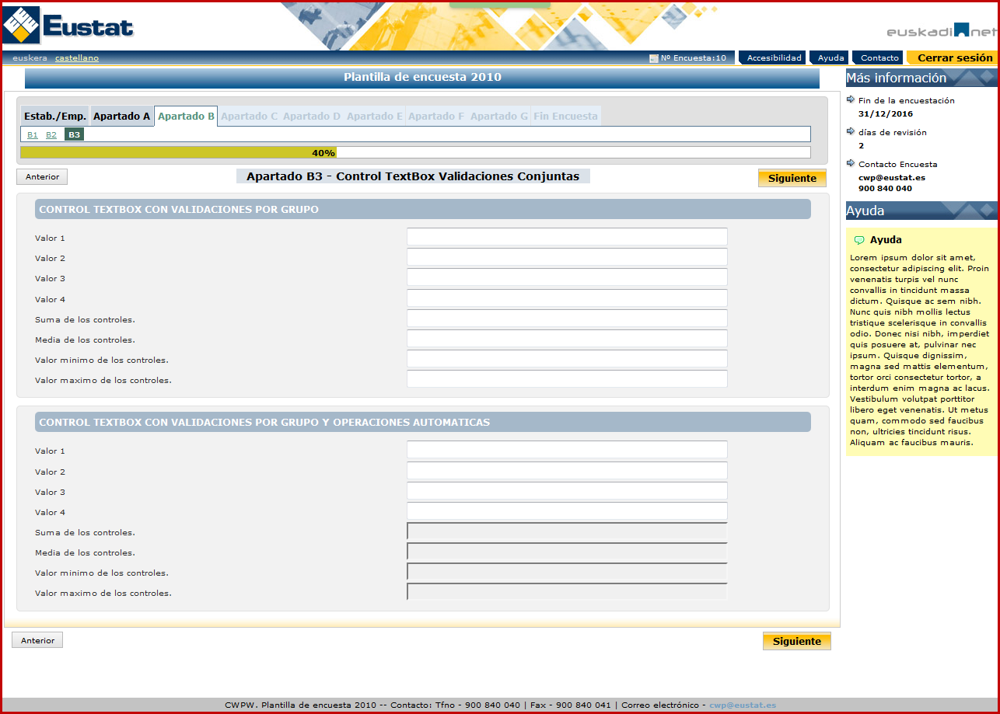 Eustat
euskadi net
euskera castellano
Nº Encuesta:10 Accesibilidad Ayuda Contacto Cerrar sesión
Plantilla de encuesta 2010
Estab./Emp. Apartado A Apartado B Apartado C Apartado D Apartado E Apartado F Apartado G Fin Encuesta
B1 B2 B3
40%
Anterior
Apartado B3 - Control TextBox Validaciones Conjuntas
Siguiente
CONTROL TEXTBOX CON VALIDACIONES POR GRUPO
Valor 1
Valor 2
Valor 3
Valor 4
Suma de los controles.
Media de los controles.
Valor minimo de los controles.
Valor maximo de los controles.
CONTROL TEXTBOX CON VALIDACIONES POR GRUPO Y OPERACIONES AUTOMATICAS
Valor 1
Valor 2
Valor 3
Valor 4
Suma de los controles.
Media de los controles.
Valor minimo de los controles.
Valor maximo de los controles.
Anterior
Siguiente
Más información
Fin de la encuestación
31/12/2016
días de revisión
2
Contacto Encuesta
cwp@eustat.es
900 840 040
Ayuda
Ayuda
Lorem ipsum dolor sit amet,
consectetur adipiscing elit. Proin
venenatis turpis vel nunc
convallis in tincidunt massa
dictum. Quisque ac sem nibh.
Nunc quis nibh mollis lectus
tristique scelerisque in convallis
odio. Donec nisi nibh, imperdiet
quis posuere at, pulvinar nec
ipsum. Quisque dignissim,
magna sed mattis elementum,
tortor orci consectetur tortor, a
interdum enim magna ac lacus.
Vestibulum volutpat porttitor
libero eget venenatis. Ut metus
quam, commodo sed faucibus
non, ultricies tincidunt risus.
Aliquam ac faucibus mauris.
CWPW. Plantilla de encuesta 2010 -- Contacto: Tfno - 900 840 040 | Fax - 900 840 041 | Correo electrónico - cwp@eustat.es